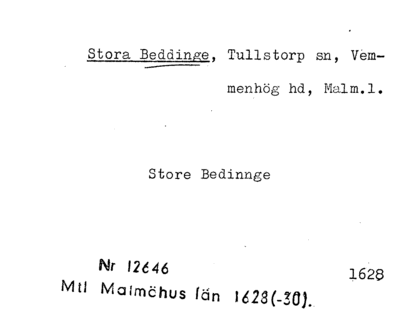 Stora Beddinge, Tullstorp sn, Vem-
menhög hd, Malm.l.
Store Bedinnge
Nr 12646
1628
Mtl Malmöhus län 1628(-30).